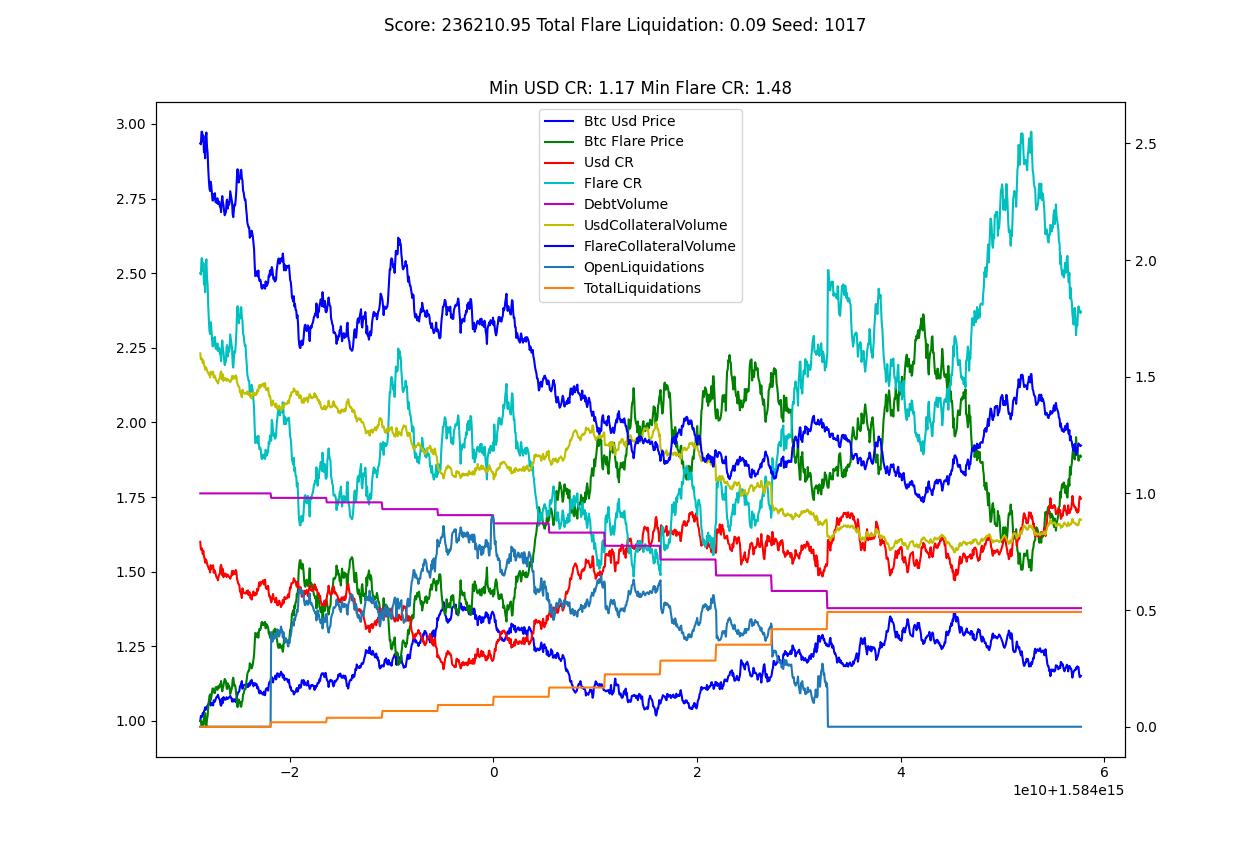 Score: 236210.95 Total Flare Liquidation: 0.09 Seed: 1017
Min USD CR: 1.17 Min Flare CR: 1.48
Btc Usd Price
Btc Flare Price
Usd CR
Flare CR
DebtVolume
UsdCollateralVolume
FlareCollateralVolume
OpenLiquidations
TotalLiquidations
3.00
2.75
2.50
2.25
2.00
1.75
1.50
1.25
1.00
2.5
2.0
1.5
1.0
0.5
0.0
−2 0 2 4 6
1e10+1.584e15